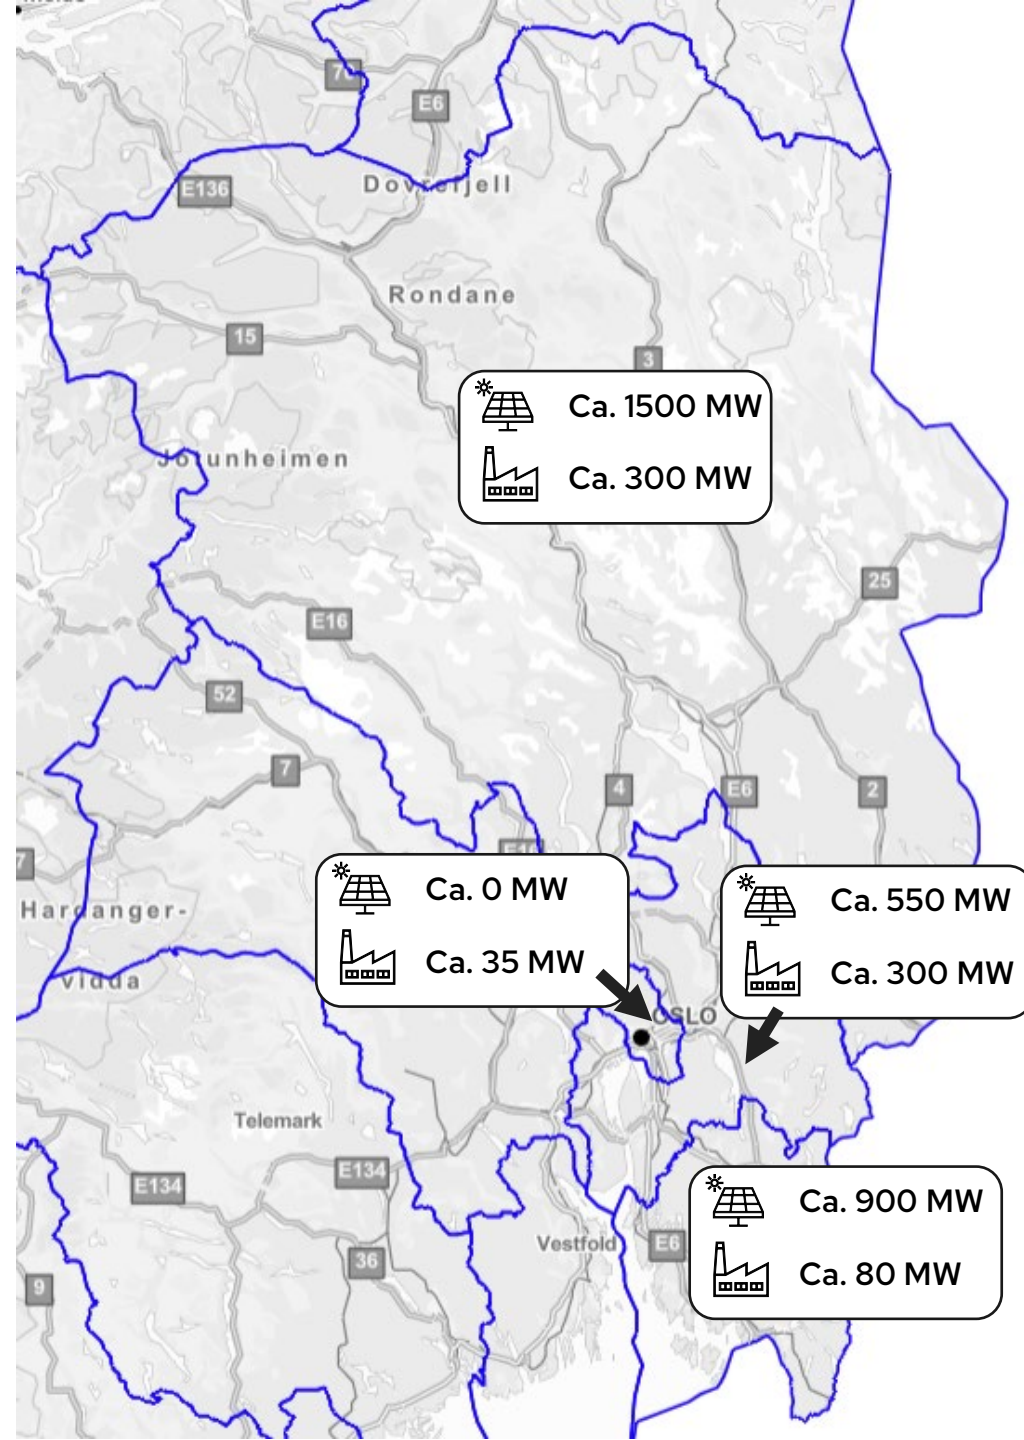 70
E6
E136
Dovrefjell
Rondane
15
3
Ca. 1500 MW
Ca. 300 MW
Jotunheimen
25
E16
52
7
4
E6
2
E16
7
Ca. 0 MW
Ca. 35 MW
Ca. 550 MW
Ca. 300 MW
Hardanger-
vidda
OSLO
Telemark
E134
E134
Ca. 900 MW
Ca. 80 MW
Vestfold
E6
36
9